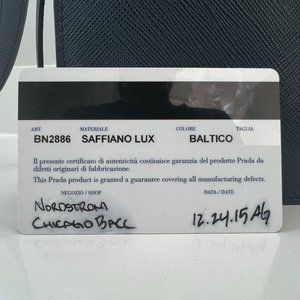 ART. MATERIALE COLORE TAGLIA
BN2886 SAFFIANO LUX BALTICO
Il presente certificato di autenticità costituisce garanzia del prodotto Prada da
difetti originari di fabbricazione.
This Prada product is granted a guarantee covering all manufacturing defects.
NEGOZIO / SHOP DATA / DATE
NORDSTROM 12.24.15 AG
CHICAGO